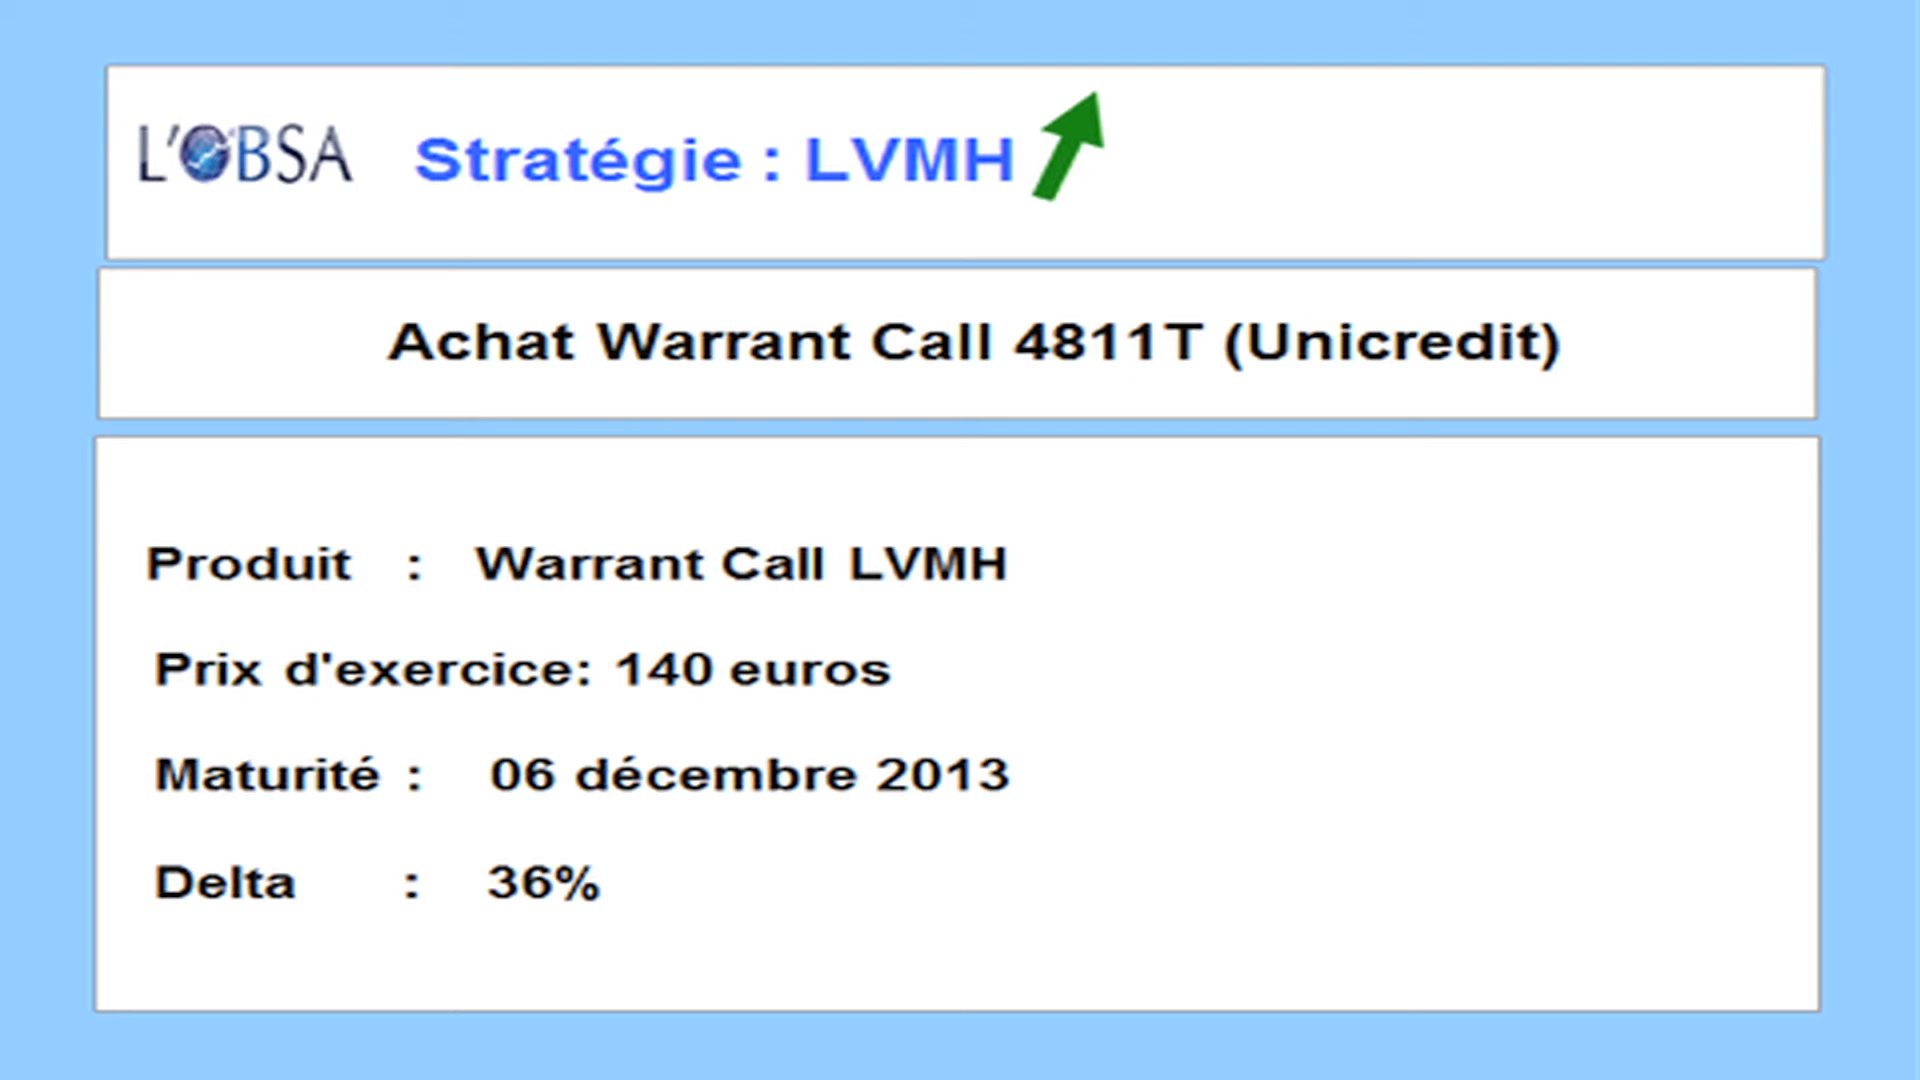 L'OBSA Stratégie : LVMH
Achat Warrant Call 4811T (Unicredit)
Produit : Warrant Call LVMH
Prix d'exercice: 140 euros
Maturité : 06 décembre 2013
Delta : 36%